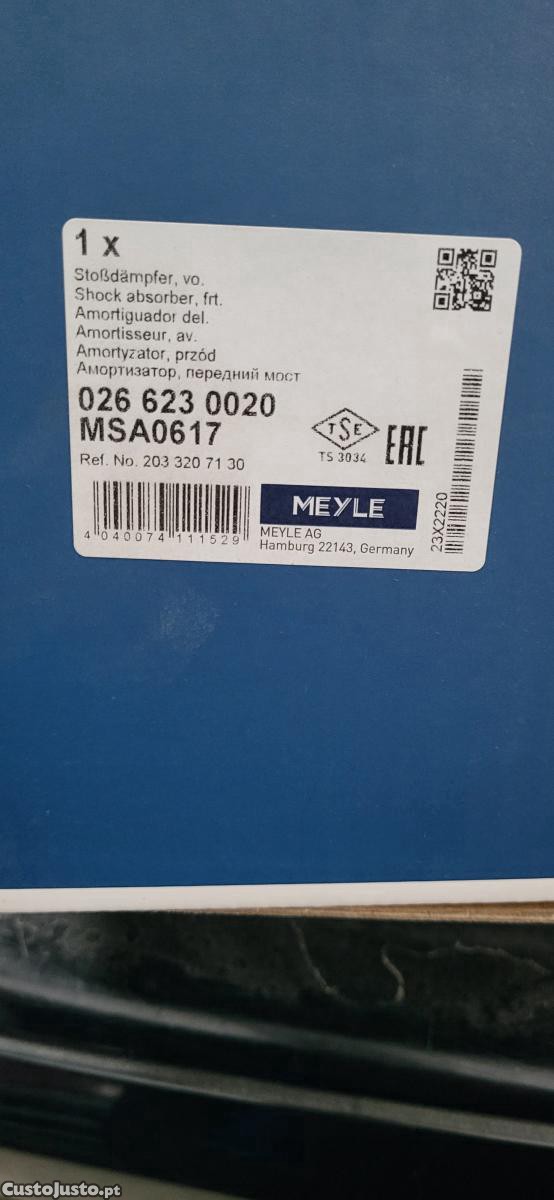 1 x
Stoßdämpfer, vo.
Shock absorber, frt.
Amortiguador del.
Amortisseur, av.
Amortyzator, przód
Амортизатор, передний мост
026 623 0020
MSA0617
Ref. No. 203 320 71 30
TSE
TS 3034
EAC
4 040074 111529
MEYLE
MEYLE AG
Hamburg 22143, Germany
23X2220
CustoJusto.pt